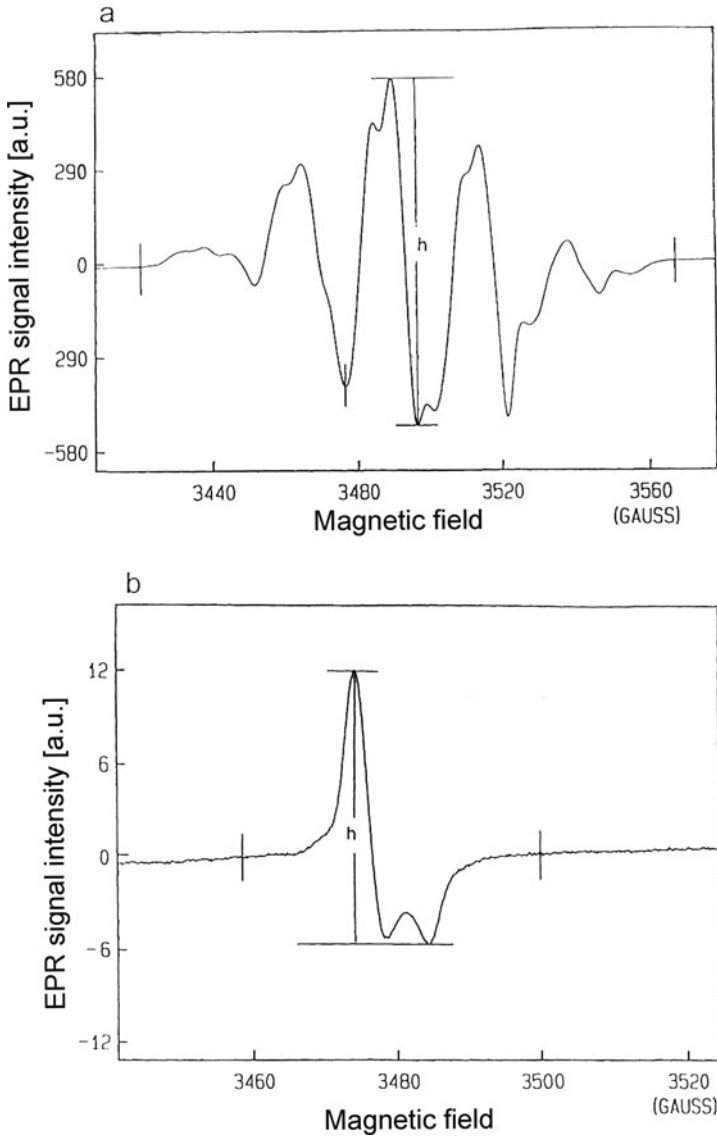 a
EPR signal intensity [a.u.]
580
290
0
290
-580
h
3440
3480
3520
3560
Magnetic field
(GAUSS)
b
EPR signal intensity [a.u.]
12
6
0
-6
-12
h
3460
3480
3500
3520
Magnetic field
(GAUSS)